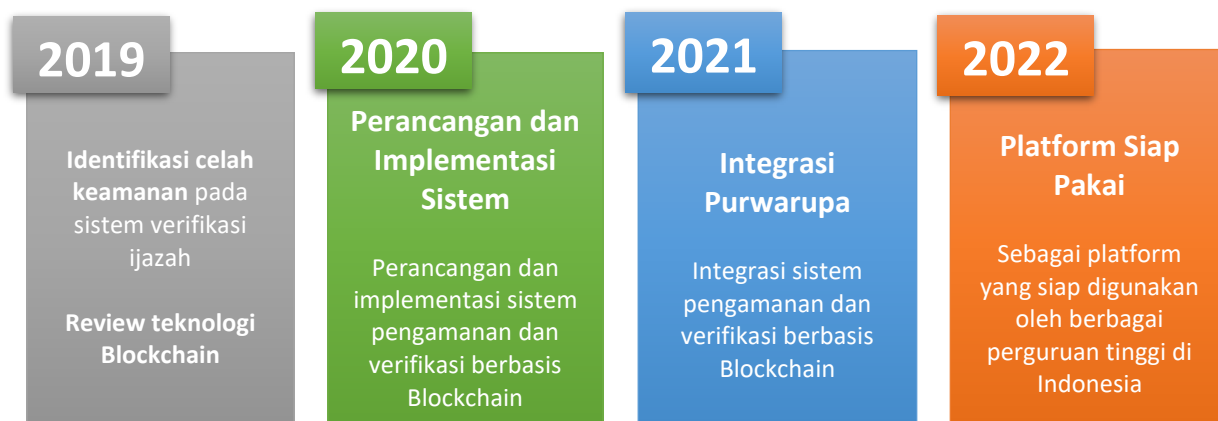 2019
Identifikasi celah
keamanan pada
sistem verifikasi
ijazah
Review teknologi
Blockchain
2020
Perancangan dan
Implementasi
Sistem
Perancangan dan
implementasi sistem
pengamanan dan
verifikasi berbasis
Blockchain
2021
Integrasi
Purwarupa
Integrasi sistem
pengamanan dan
verifikasi berbasis
Blockchain
2022
Platform Siap
Pakai
Sebagai platform
yang siap digunakan
oleh berbagai
perguruan tinggi di
Indonesia